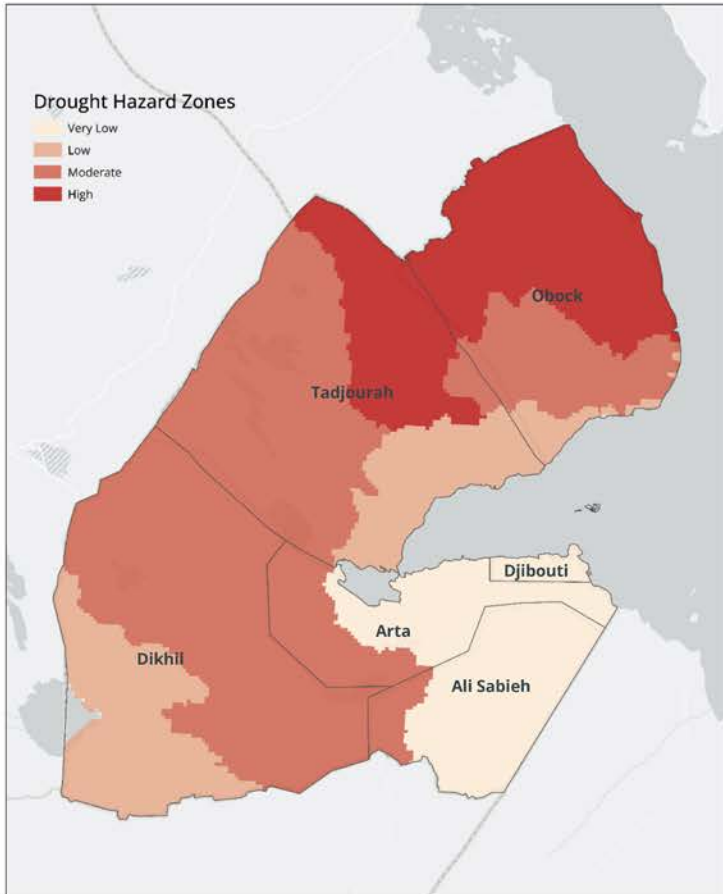 Drought Hazard Zones
Very Low
Low
Moderate
High
Obock
Tadjourah
Djibouti
Arta
Dikhil
Ali Sabieh